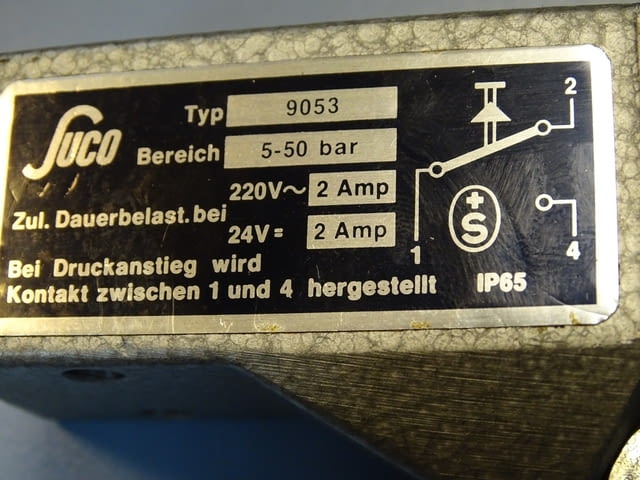 SUCO
Typ 9053
Bereich 5-50 bar
Zul. Dauerbelast. bei 220V~ 2 Amp
24V= 2 Amp
Bei Druckanstieg wird
Kontakt zwischen 1 und 4 hergestellt
2
+
S
1
4
IP65